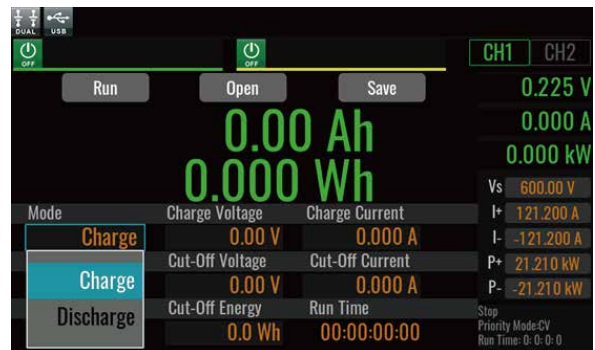 DUAL USB
OFF OFF
CH1 CH2
Run Open Save
0.225 V
0.00 Ah
0.000 A
0.000 Wh
0.000 kW
Vs 600.00 V
Mode Charge Voltage Charge Current
I+ 121.200 A
Charge 0.00 V 0.000 A
I- -121.200 A
Cut-Off Voltage Cut-Off Current
P+ 21.210 kW
Charge 0.00 V 0.000 A
P- -21.210 kW
Discharge Cut-Off Energy Run Time
0.0 Wh 00:00:00:00
Stop
Priority Mode:CV
Run Time: 0: 0: 0: 0